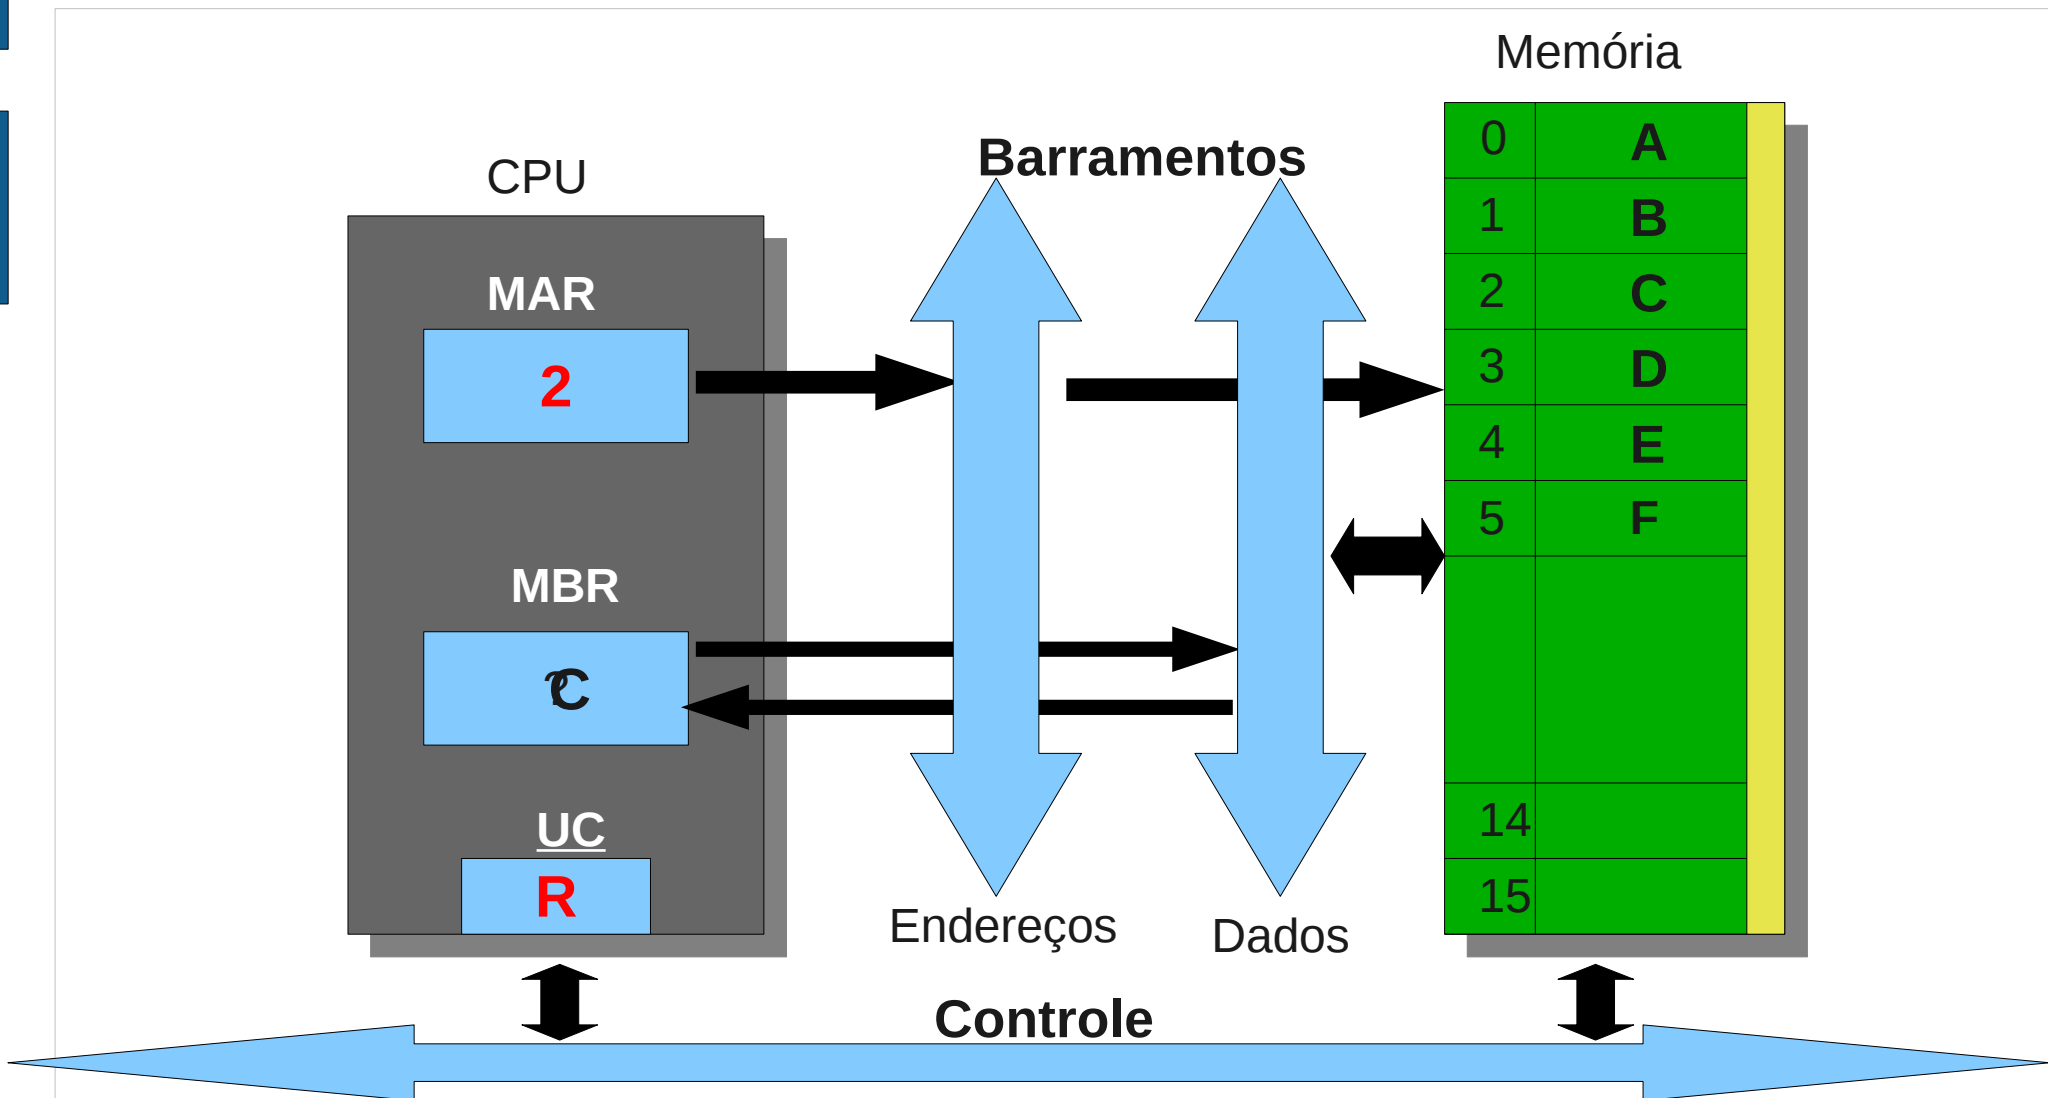 Memória
Barramentos
CPU
0 A
1 B
2 C
3 D
4 E
5 F
14
15
MAR
2
MBR
? C
UC
R
Endereços
Dados
Controle